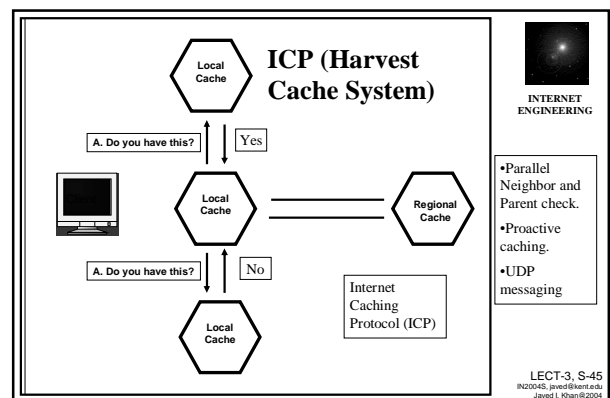 ICP (Harvest
Cache System)
Local
Cache
A. Do you have this?
Yes
Local
Cache
Regional
Cache
A. Do you have this?
No
Local
Cache
Internet
Caching
Protocol (ICP)
INTERNET
ENGINEERING
•Parallel
Neighbor and
Parent check.
•Proactive
caching.
•UDP
messaging
LECT-3, S-45
IN2004S, javed@kent.edu
Javed I. Khan@2004